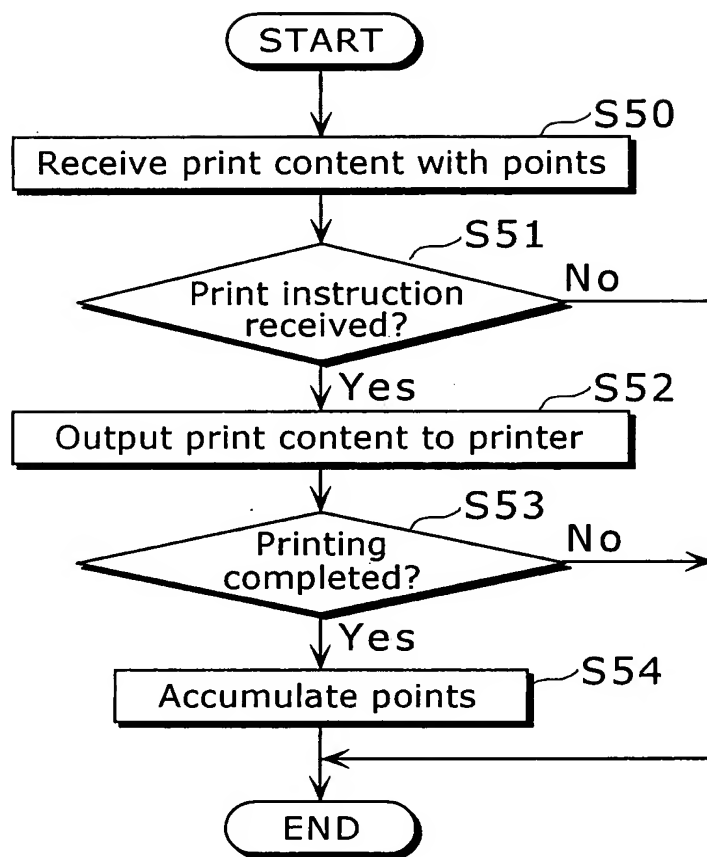 START
S50
Receive print content with points
S51
Print instruction
received?
No
Yes
S52
Output print content to printer
S53
Printing
completed?
No
Yes
S54
Accumulate points
END